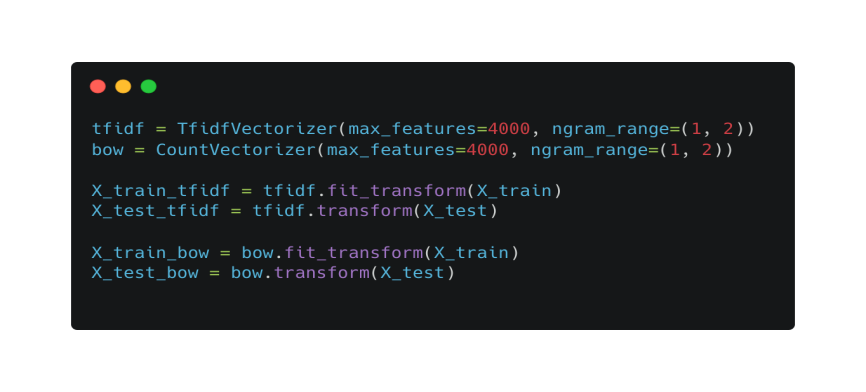 tfidf = TfidfVectorizer(max_features=4000, ngram_range=(1, 2))
bow = CountVectorizer(max_features=4000, ngram_range=(1, 2))
X_train_tfidf = tfidf.fit_transform(X_train)
X_test_tfidf = tfidf.transform(X_test)
X_train_bow = bow.fit_transform(X_train)
X_test_bow = bow.transform(X_test)